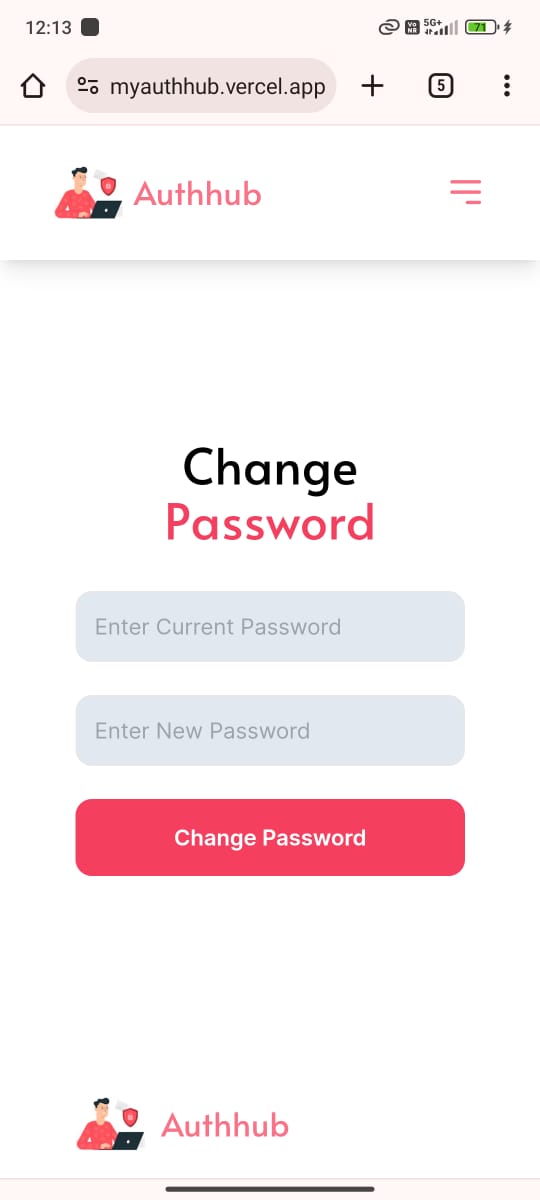 12:13
Vo
NR
5G+
71
myauthhub.vercel.app
5
Authhub
Change
Password
Enter Current Password
Enter New Password
Change Password
Authhub